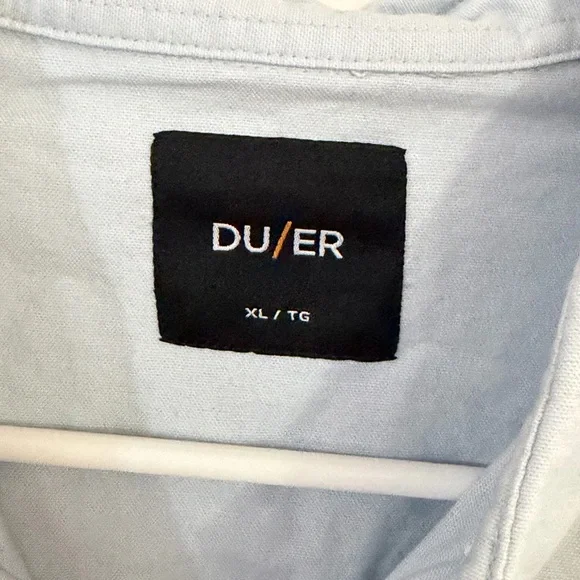 DU/ER
XL / TG